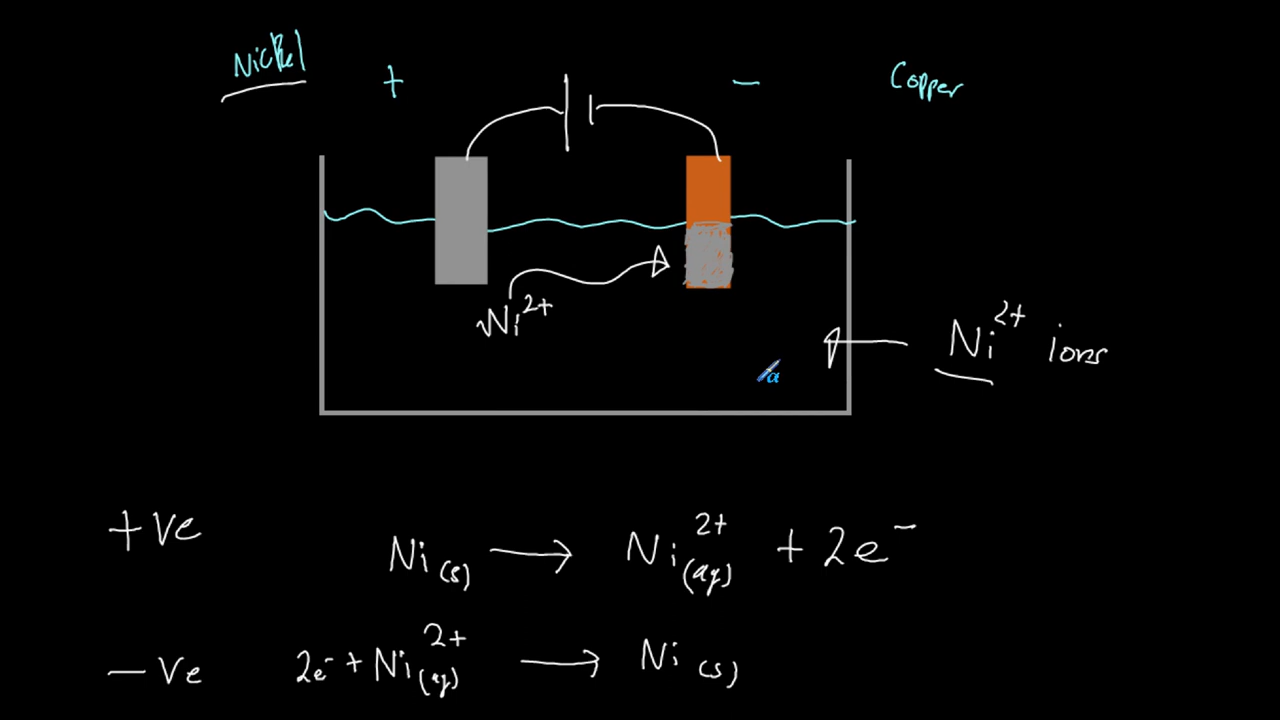 Nickel + − Copper
Ni²⁺
Ni²⁺ ions
+ve Ni(s) → Ni²⁺(aq) + 2e⁻
−ve 2e⁻ + Ni²⁺(aq) → Ni(s)